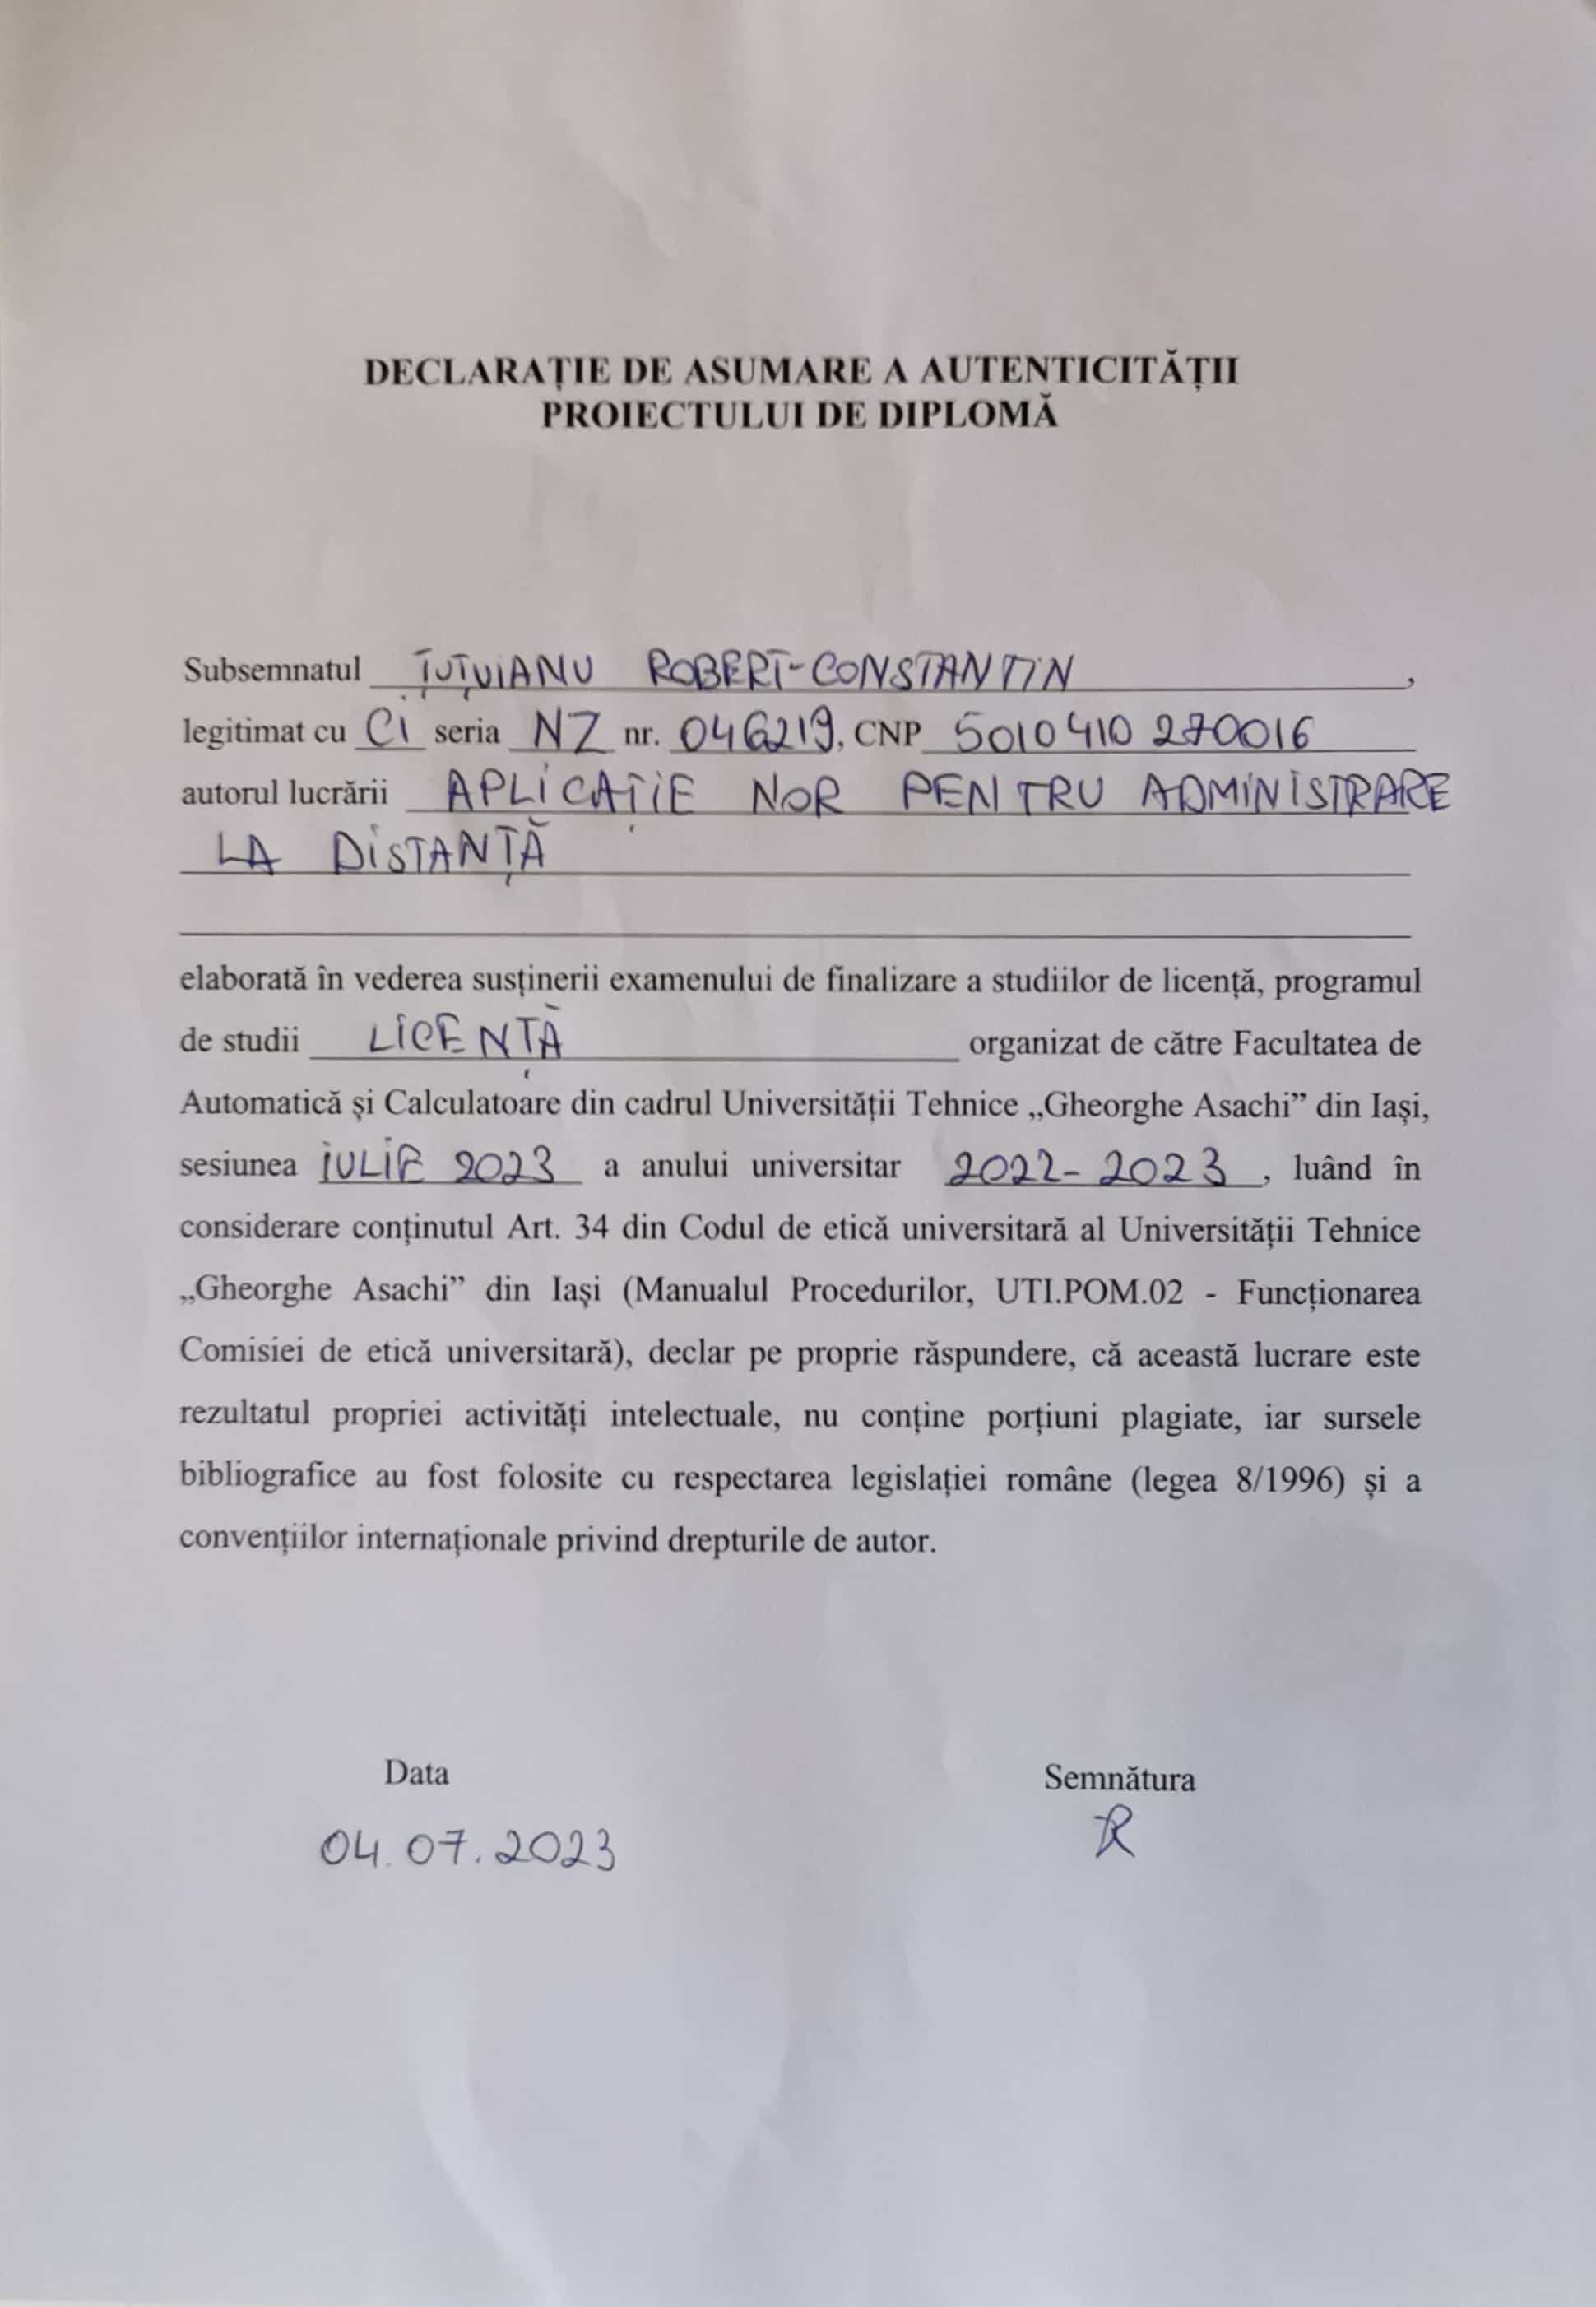 DECLARAȚIE DE ASUMARE A AUTENTICITĂȚII
PROIECTULUI DE DIPLOMĂ
Subsemnatul ȚUȚUIANU ROBERT-CONSTANTIN,
legitimat cu CI seria NZ nr. 046219, CNP 5010410270016
autorul lucrării APLICAȚIE NOR PENTRU ADMINISTRARE
LA DISTANȚĂ
elaborată în vederea susținerii examenului de finalizare a studiilor de licență, programul
de studii LICENȚĂ organizat de către Facultatea de
Automatică și Calculatoare din cadrul Universității Tehnice „Gheorghe Asachi” din Iași,
sesiunea IULIE 2023 a anului universitar 2022-2023, luând în
considerare conținutul Art. 34 din Codul de etică universitară al Universității Tehnice
„Gheorghe Asachi” din Iași (Manualul Procedurilor, UTI.POM.02 - Funcționarea
Comisiei de etică universitară), declar pe proprie răspundere, că această lucrare este
rezultatul propriei activități intelectuale, nu conține porțiuni plagiate, iar sursele
bibliografice au fost folosite cu respectarea legislației române (legea 8/1996) și a
convențiilor internaționale privind drepturile de autor.
Data Semnătura
04.07.2023 R